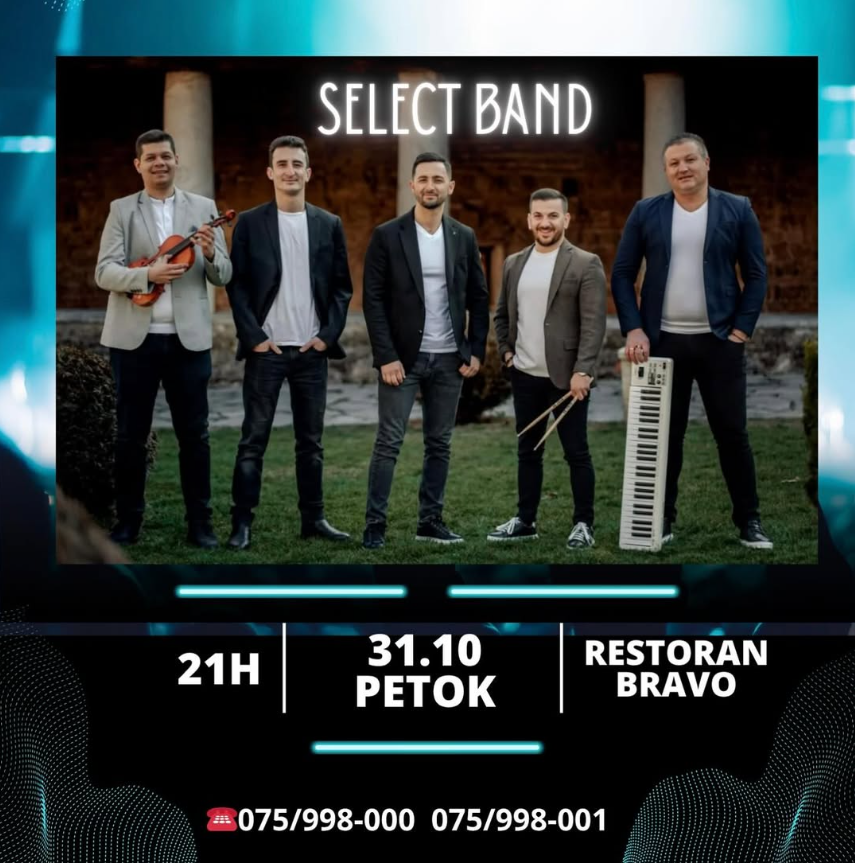 SELECT BAND
21H
31.10
PETOK
RESTORAN
BRAVO
☎075/998-000 075/998-001